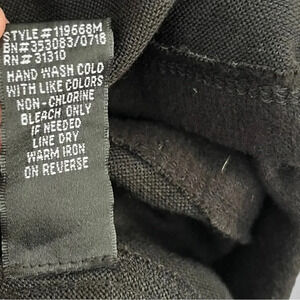 STYLE#119668M
BN#353083/0718
RN#31310
HAND WASH COLD
WITH LIKE COLORS
NON-CHLORINE
BLEACH ONLY
IF NEEDED
LINE DRY
WARM IRON
ON REVERSE